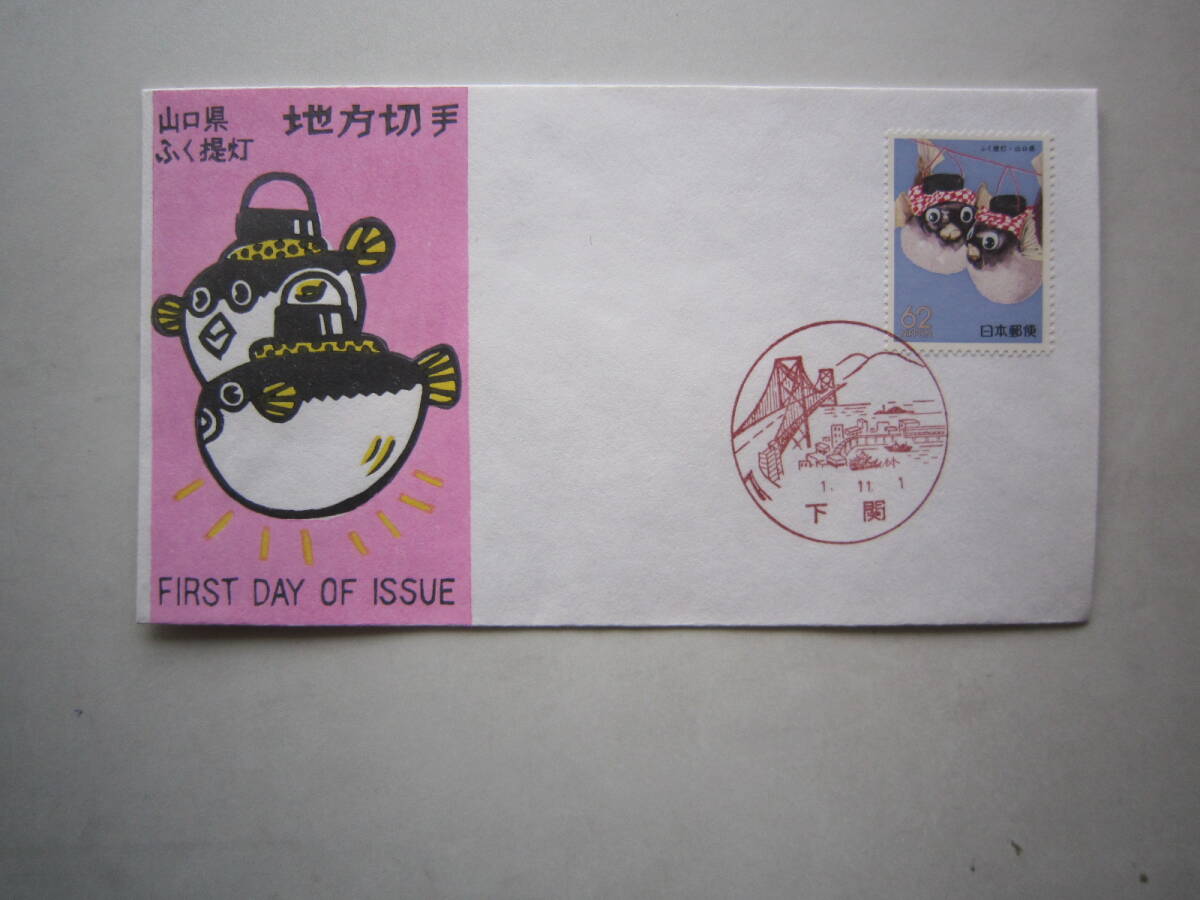 山口県
ふく提灯
地方切手
FIRST DAY OF ISSUE
ふく提灯・山口県
62
NIPPON
日本郵便
1. 11. 1
下関